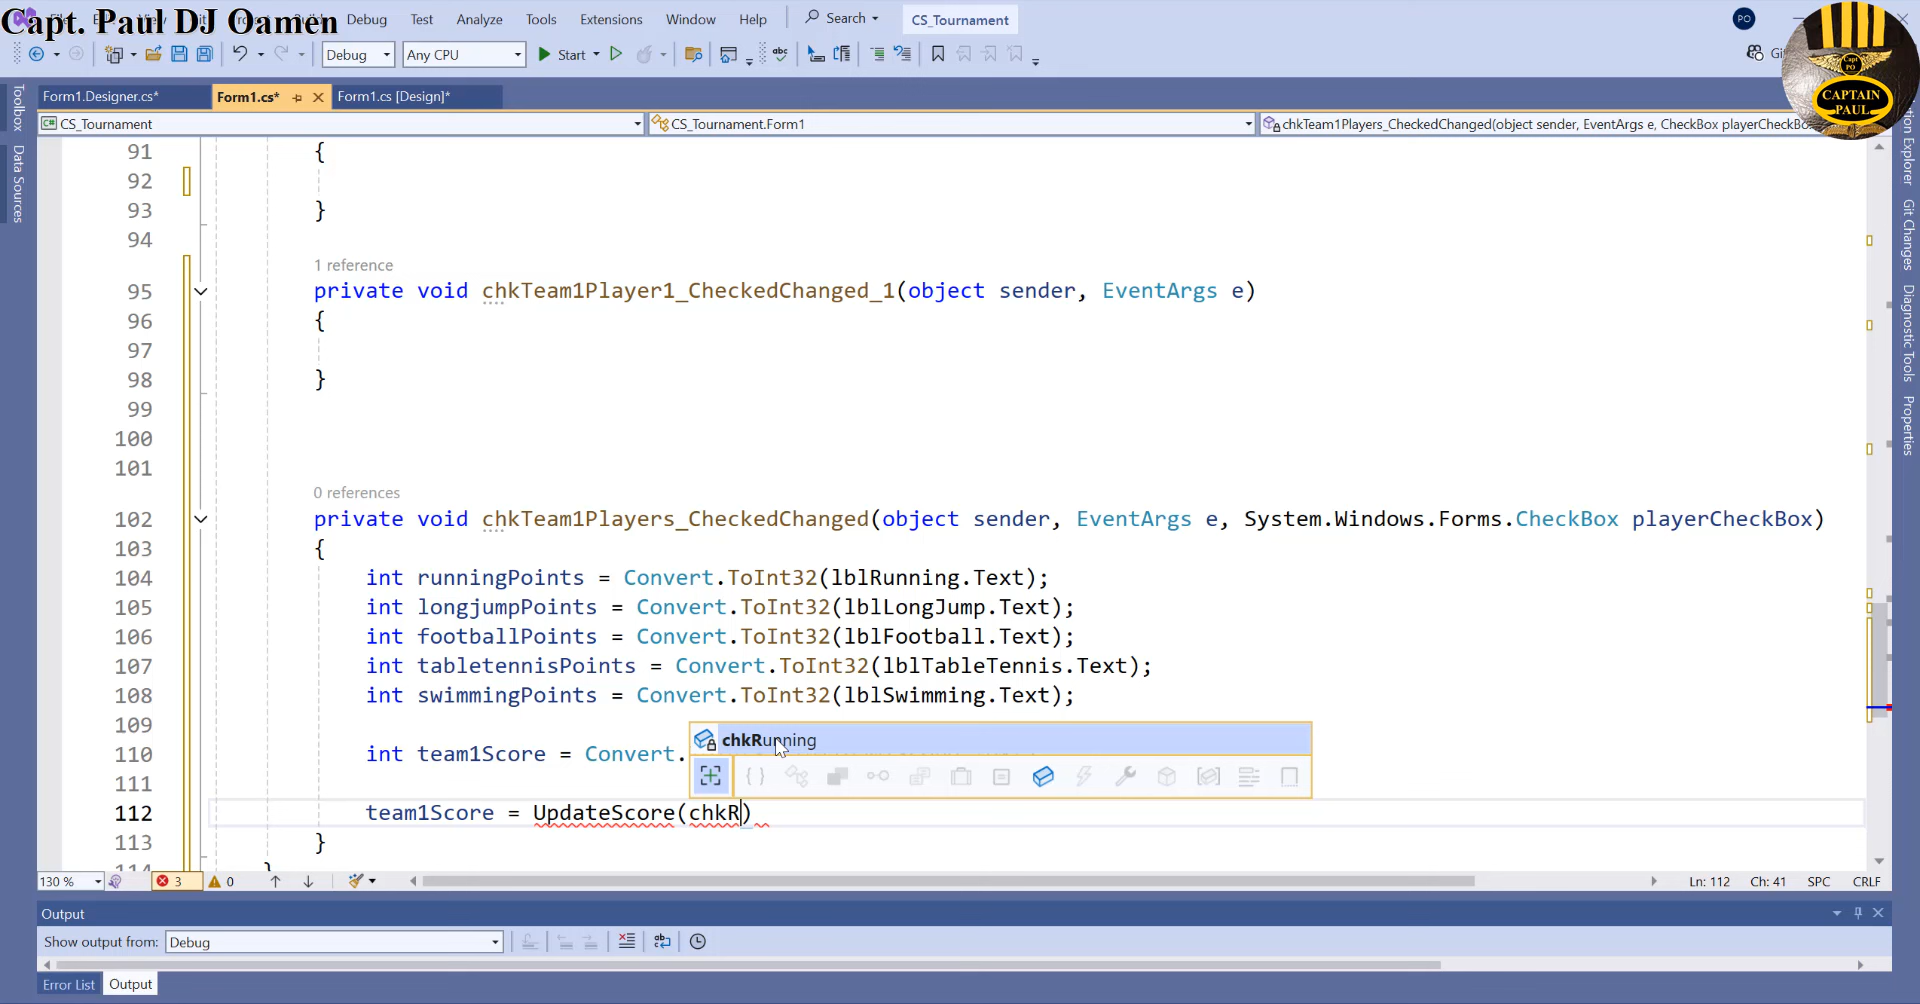 Capt. Paul DJ Oamen
Debug Test Analyze Tools Extensions Window Help Search CS_Tournament PO
Debug Any CPU Start
Form1.Designer.cs* Form1.cs* Form1.cs [Design]*
CS_Tournament CS_Tournament.Form1 chkTeam1Players_CheckedChanged(object sender, EventArgs e, CheckBox playerCheckBo
Capt
PO
CAPTAIN
PAUL
Toolbox
Data Sources
91 {
92
93 }
94
1 reference
95 private void chkTeam1Player1_CheckedChanged_1(object sender, EventArgs e)
96 {
97
98 }
99
100
101
0 references
102 private void chkTeam1Players_CheckedChanged(object sender, EventArgs e, System.Windows.Forms.CheckBox playerCheckBox)
103 {
104 int runningPoints = Convert.ToInt32(lblRunning.Text);
105 int longjumpPoints = Convert.ToInt32(lblLongJump.Text);
106 int footballPoints = Convert.ToInt32(lblFootball.Text);
107 int tabletennisPoints = Convert.ToInt32(lblTableTennis.Text);
108 int swimmingPoints = Convert.ToInt32(lblSwimming.Text);
109
chkRunning
110 int team1Score = Convert.
111
112 team1Score = UpdateScore(chkR)
113 }
Explorer
Git Changes
Diagnostic Tools
Properties
130 % 3 0 Ln: 112 Ch: 41 SPC CRLF
Output
Show output from: Debug
Error List Output